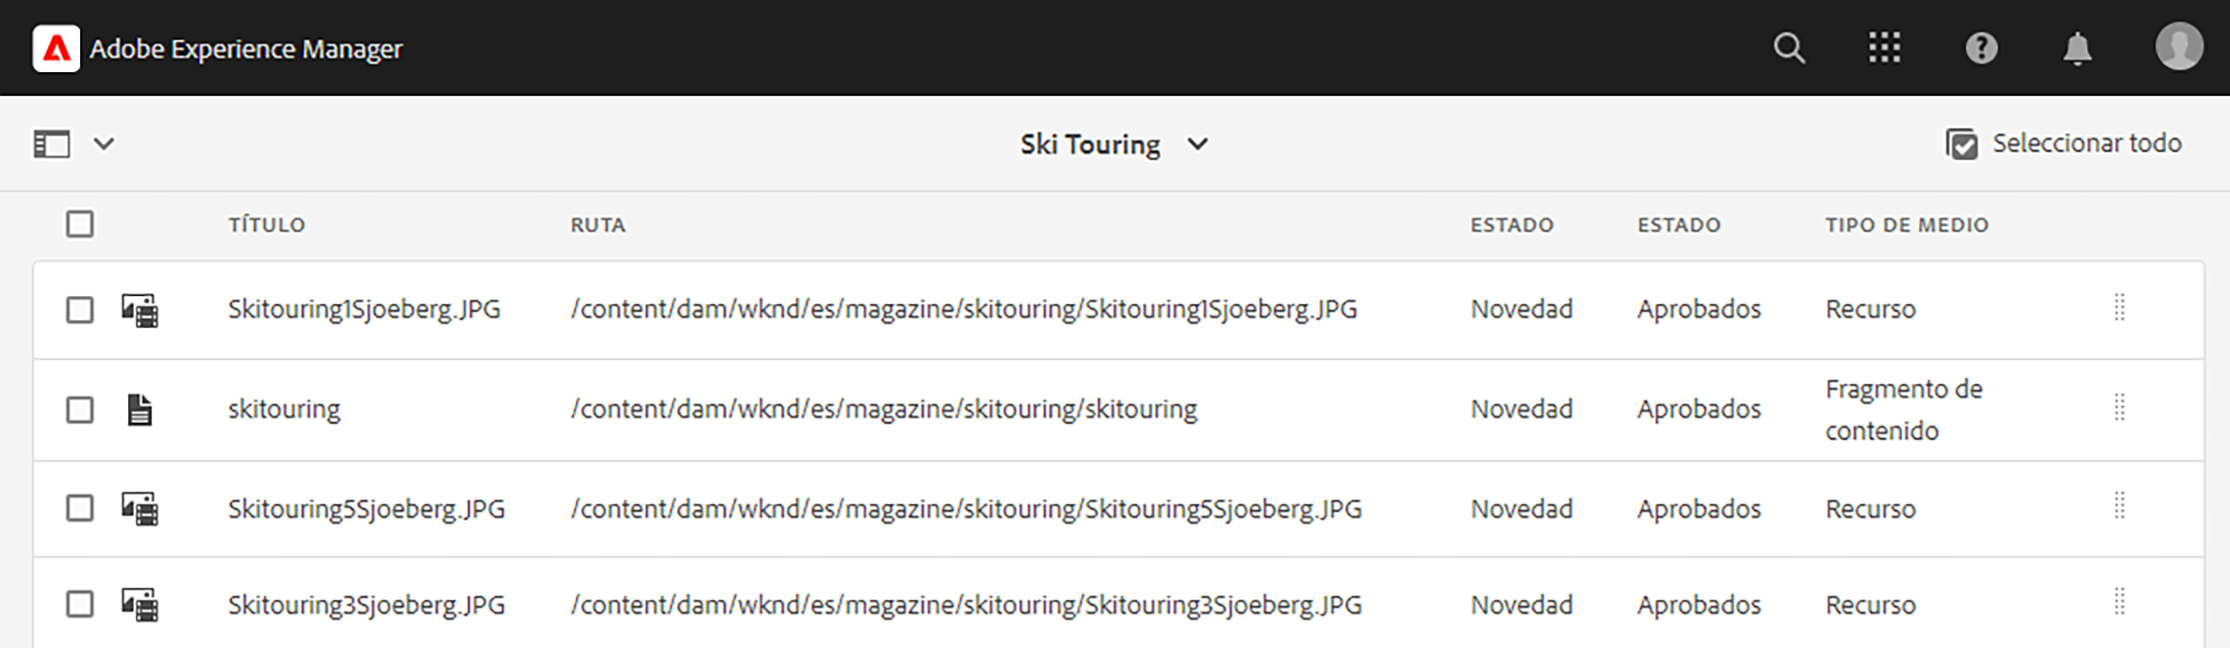 Adobe Experience Manager
Ski Touring
Seleccionar todo
TÍTULO RUTA ESTADO ESTADO TIPO DE MEDIO
Skitouring1Sjoeberg.JPG /content/dam/wknd/es/magazine/skitouring/Skitouring1Sjoeberg.JPG Novedad Aprobados Recurso
skitouring /content/dam/wknd/es/magazine/skitouring/skitouring Novedad Aprobados Fragmento de
contenido
Skitouring5Sjoeberg.JPG /content/dam/wknd/es/magazine/skitouring/Skitouring5Sjoeberg.JPG Novedad Aprobados Recurso
Skitouring3Sjoeberg.JPG /content/dam/wknd/es/magazine/skitouring/Skitouring3Sjoeberg.JPG Novedad Aprobados Recurso